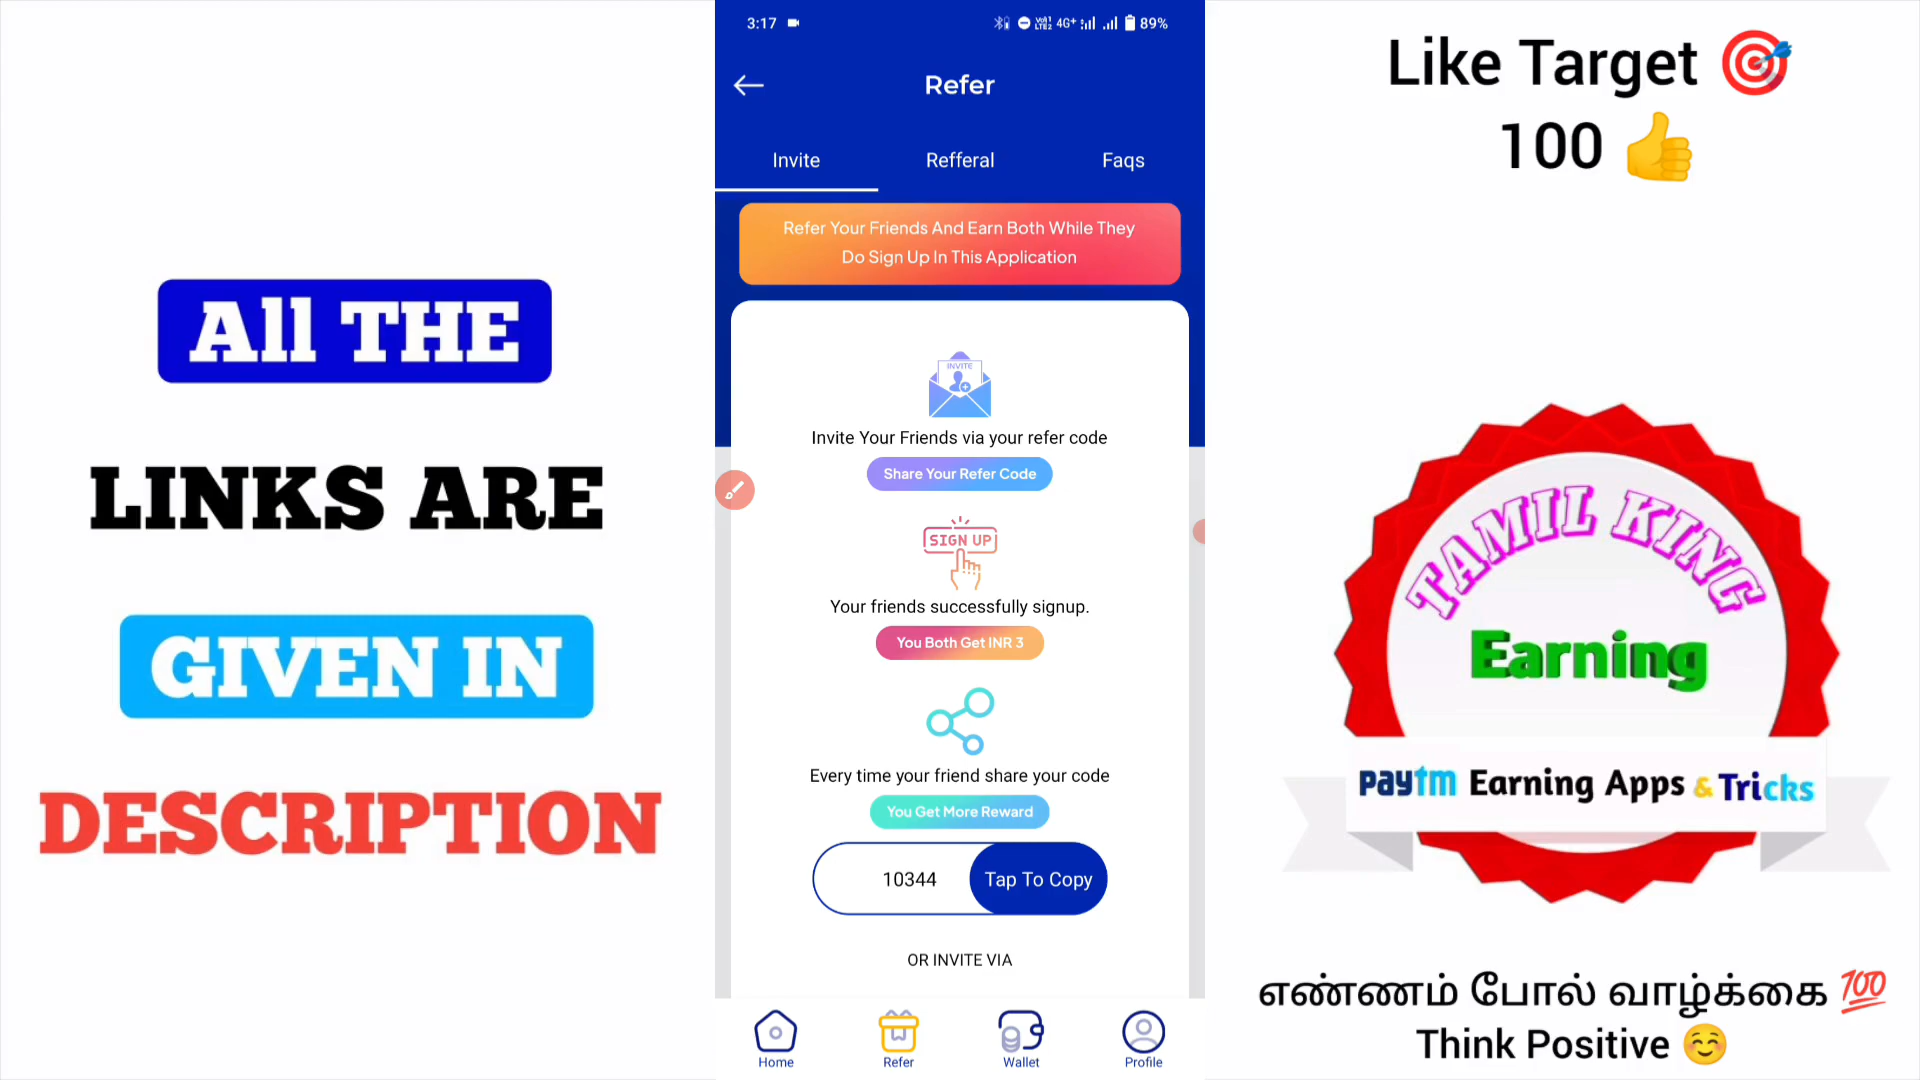 All THE
LINKS ARE
GIVEN IN
DESCRIPTION
3:17
4G+
89%
Refer
Invite
Refferal
Faqs
Refer Your Friends And Earn Both While They
Do Sign Up In This Application
INVITE
Invite Your Friends via your refer code
Share Your Refer Code
SIGN UP
Your friends successfully signup.
You Both Get INR 3
Every time your friend share your code
You Get More Reward
10344
Tap To Copy
OR INVITE VIA
Home
Refer
Wallet
Profile
Like Target 🎯
100 👍
TAMIL KING
Earning
paytm Earning Apps & Tricks
எண்ணம் போல் வாழ்க்கை 💯
Think Positive ☺️